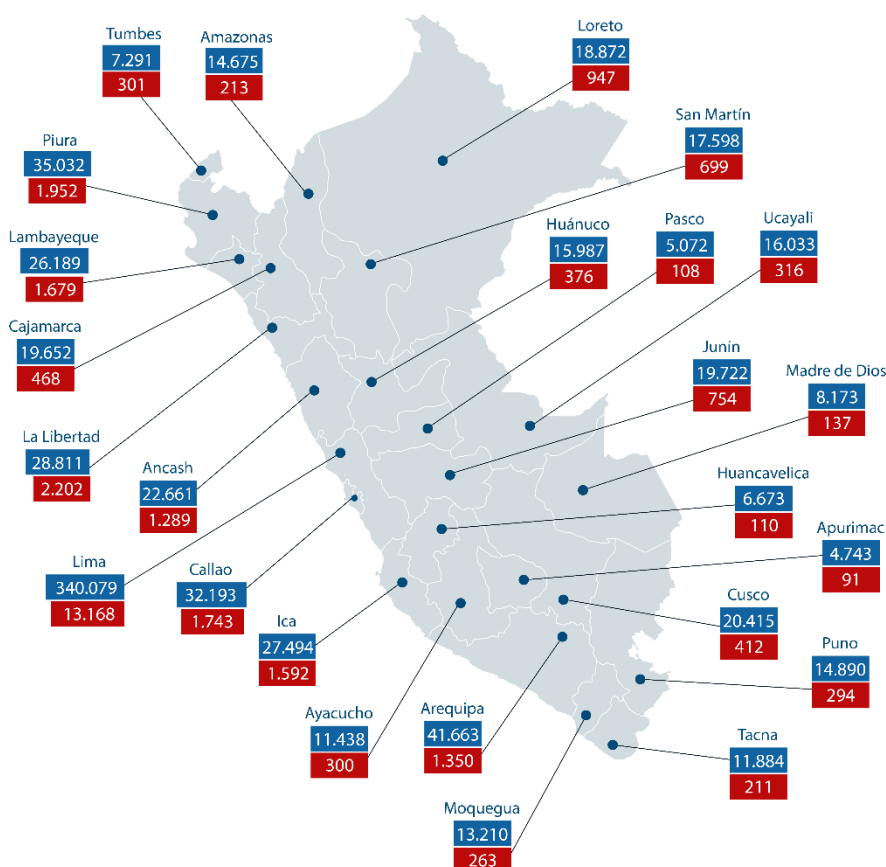 Tumbes
7.291
301
Amazonas
14.675
213
Loreto
18.872
947
San Martín
17.598
699
Piura
35.032
1.952
Lambayeque
26.189
1.679
Huánuco
15.987
376
Pasco
5.072
108
Ucayali
16.033
316
Cajamarca
19.652
468
Junín
19.722
754
Madre de Dios
8.173
137
La Libertad
28.811
2.202
Ancash
22.661
1.289
Huancavelica
6.673
110
Apurimac
4.743
91
Lima
340.079
13.168
Callao
32.193
1.743
Ica
27.494
1.592
Cusco
20.415
412
Puno
14.890
294
Ayacucho
11.438
300
Arequipa
41.663
1.350
Tacna
11.884
211
Moquegua
13.210
263